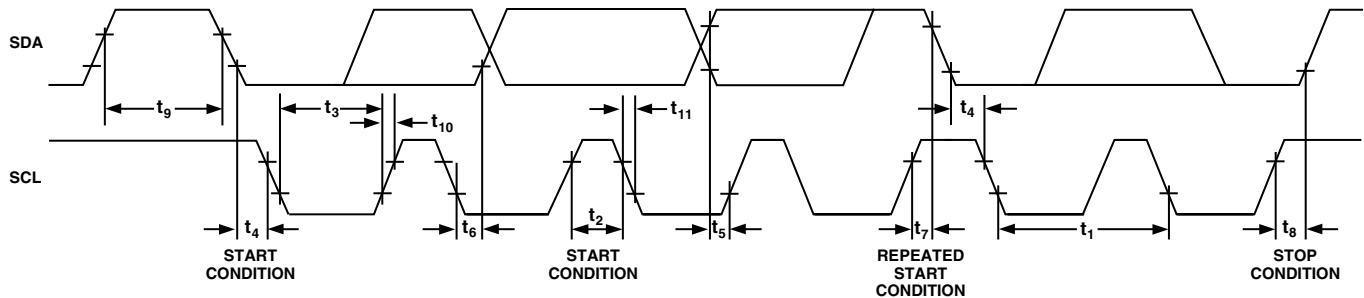 SDA
t9
t3
t10
t11
t4
SCL
t4
t6
t2
t5
t7
t1
t8
START
CONDITION
START
CONDITION
REPEATED
START
CONDITION
STOP
CONDITION